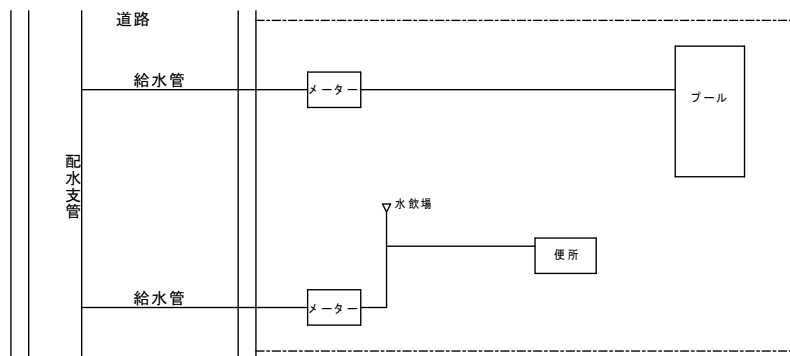 道路
給水管
メーター
プール
配水支管
水飲場
便所
給水管
メーター